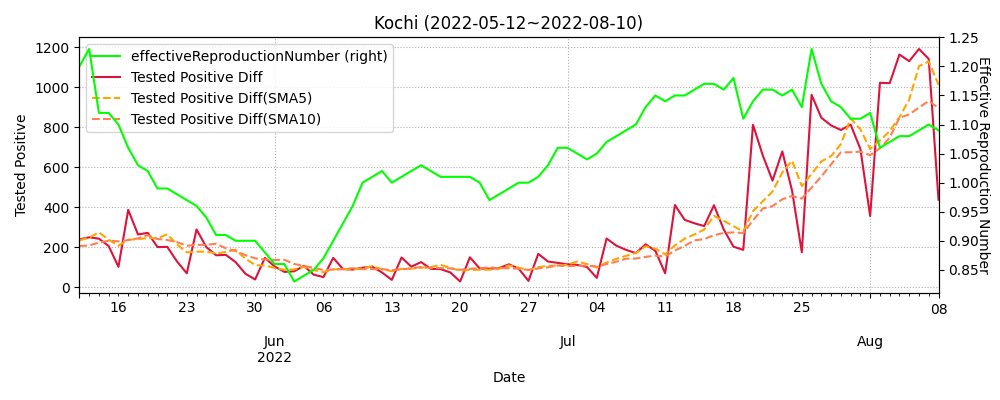 Kochi (2022-05-12~2022-08-10)
effectiveReproductionNumber (right)
Tested Positive Diff
Tested Positive Diff(SMA5)
Tested Positive Diff(SMA10)
Tested Positive
1200
1000
800
600
400
200
0
1.25
1.20
1.15
1.10
1.05
1.00
0.95
0.90
0.85
Effective Reproduction Number
16 23 30 06 13 20 27 04 11 18 25 08
Jun Jul Aug
2022
Date